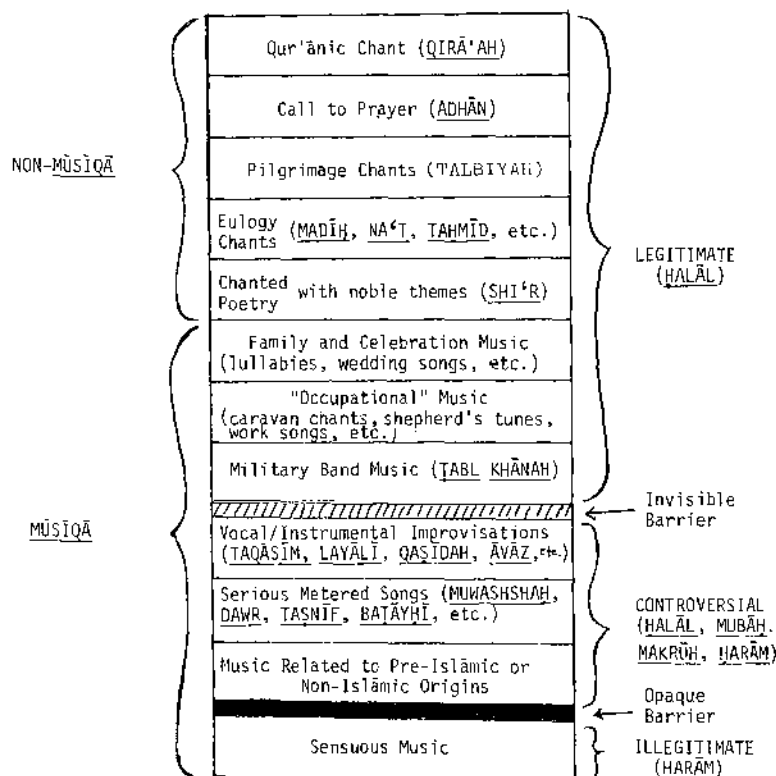 Qur'ānic Chant (QIRĀ'AH)
Call to Prayer (ADHĀN)
NON-MŪSĪQĀ
Pilgrimage Chants (TALBIYAH)
Eulogy
Chants (MADĪḤ, NA‘T, TAHMĪD, etc.)
LEGITIMATE
(HALĀL)
Chanted
Poetry with noble themes (SHI‘R)
Family and Celebration Music
(lullabies, wedding songs, etc.)
"Occupational" Music
(caravan chants, shepherd's tunes,
work songs, etc.)
Military Band Music (TABL KHĀNAH)
Invisible
Barrier
MŪSĪQĀ
Vocal/Instrumental Improvisations
(TAQĀSĪM, LAYĀLĪ, QAṢĪDAH, ĀVĀZ, etc.)
Serious Metered Songs (MUWASHSHAH,
DAWR, TAṢNĪF, BATĀYHĪ, etc.)
CONTROVERSIAL
(HALĀL, MUBĀH.
MAKRŪH, HARĀM)
Music Related to Pre-Islāmic or
Non-Islāmic Origins
Opaque
Barrier
Sensuous Music
ILLEGITIMATE
(HARĀM)